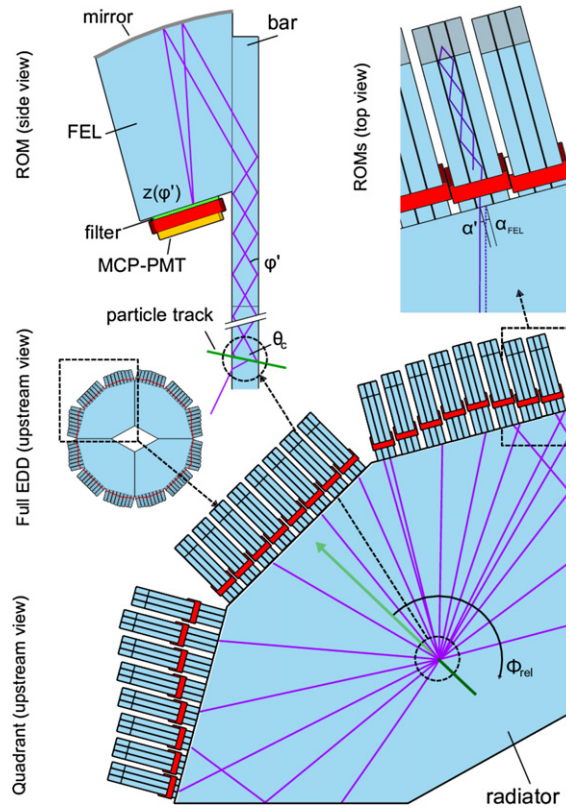 mirror
bar
ROM (side view)
FEL
z(φ')
filter
MCP-PMT
φ'
particle track
θc
ROMs (top view)
α'
αFEL
Full EDD (upstream view)
Quadrant (upstream view)
Φrel
radiator